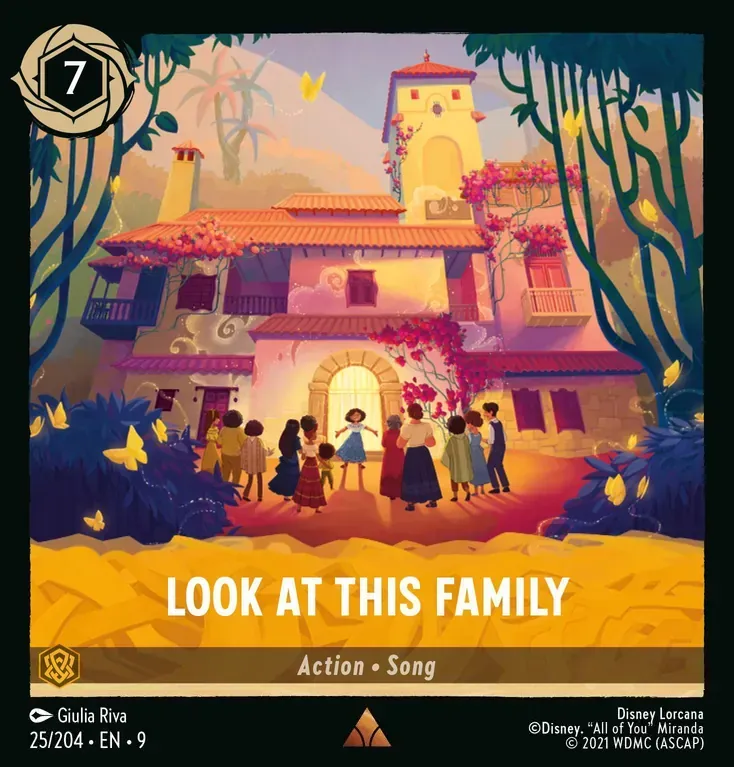 7
LOOK AT THIS FAMILY
Action • Song
Giulia Riva
25/204 • EN • 9
Disney Lorcana
©Disney. "All of You" Miranda
© 2021 WDMC (ASCAP)